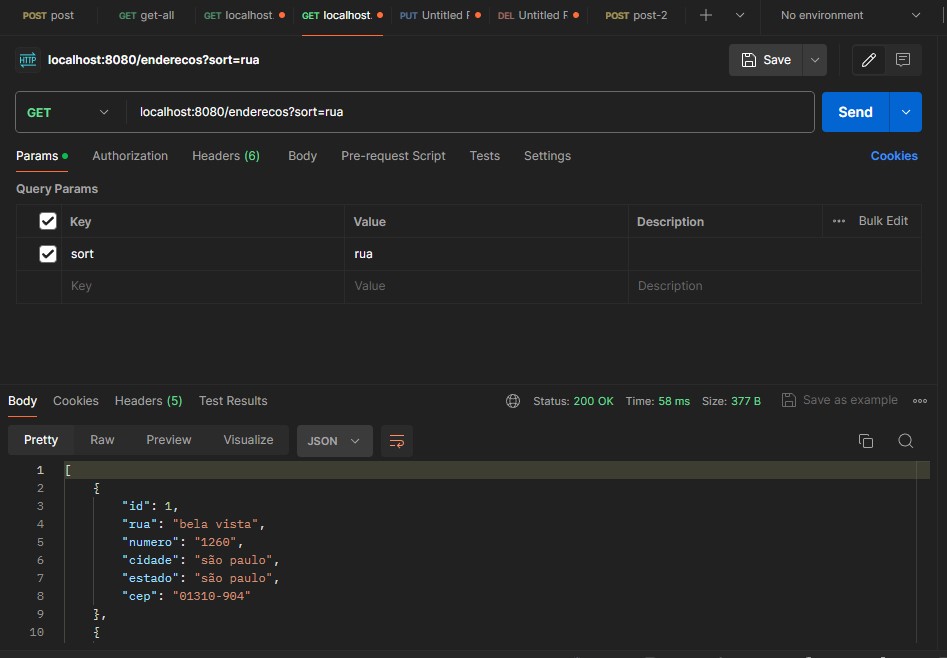 POST post GET get-all GET localhost. GET localhost. PUT Untitled F DEL Untitled F POST post-2 No environment
HTTP localhost:8080/enderecos?sort=rua Save
GET localhost:8080/enderecos?sort=rua Send
Params Authorization Headers (6) Body Pre-request Script Tests Settings Cookies
Query Params
Key Value Description Bulk Edit
sort rua
Key Value Description
Body Cookies Headers (5) Test Results Status: 200 OK Time: 58 ms Size: 377 B Save as example
Pretty Raw Preview Visualize JSON
1 [
2 {
3 "id": 1,
4 "rua": "bela vista",
5 "numero": "1260",
6 "cidade": "são paulo",
7 "estado": "são paulo",
8 "cep": "01310-904"
9 },
10 {